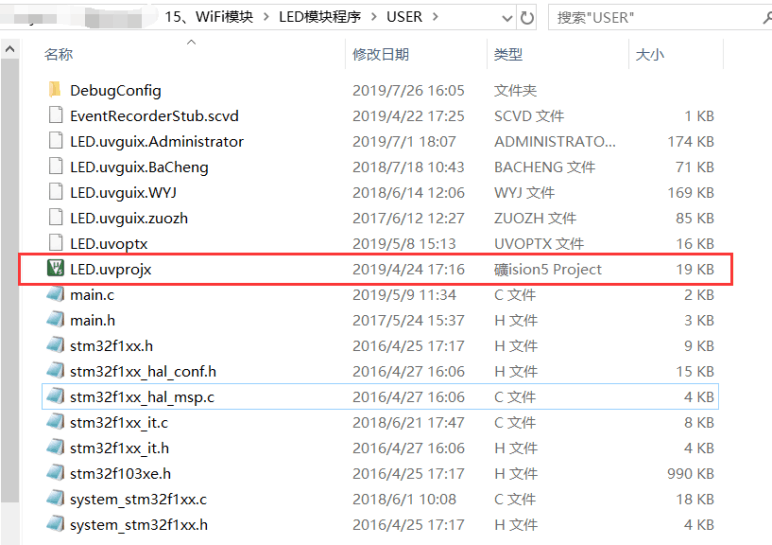 15、WiFi模块 > LED模块程序 > USER > 搜索"USER"
名称 修改日期 类型 大小
DebugConfig 2019/7/26 16:05 文件夹
EventRecorderStub.scvd 2019/4/22 17:25 SCVD 文件 1 KB
LED.uvguix.Administrator 2019/7/1 18:07 ADMINISTRATO... 174 KB
LED.uvguix.BaCheng 2018/7/18 10:43 BACHENG 文件 71 KB
LED.uvguix.WYJ 2018/6/14 12:06 WYJ 文件 169 KB
LED.uvguix.zuozh 2017/6/12 12:27 ZUOZH 文件 85 KB
LED.uvoptx 2019/5/8 15:13 UVOPTX 文件 16 KB
LED.uvprojx 2019/4/24 17:16 礦ision5 Project 19 KB
main.c 2019/5/9 11:34 C 文件 2 KB
main.h 2017/5/24 15:37 H 文件 3 KB
stm32f1xx.h 2016/4/25 17:17 H 文件 9 KB
stm32f1xx_hal_conf.h 2016/4/27 16:06 H 文件 15 KB
stm32f1xx_hal_msp.c 2016/4/27 16:06 C 文件 4 KB
stm32f1xx_it.c 2018/6/21 17:47 C 文件 8 KB
stm32f1xx_it.h 2016/4/27 16:06 H 文件 4 KB
stm32f103xe.h 2016/4/25 17:17 H 文件 990 KB
system_stm32f1xx.c 2018/6/1 10:08 C 文件 18 KB
system_stm32f1xx.h 2016/4/25 17:17 H 文件 4 KB